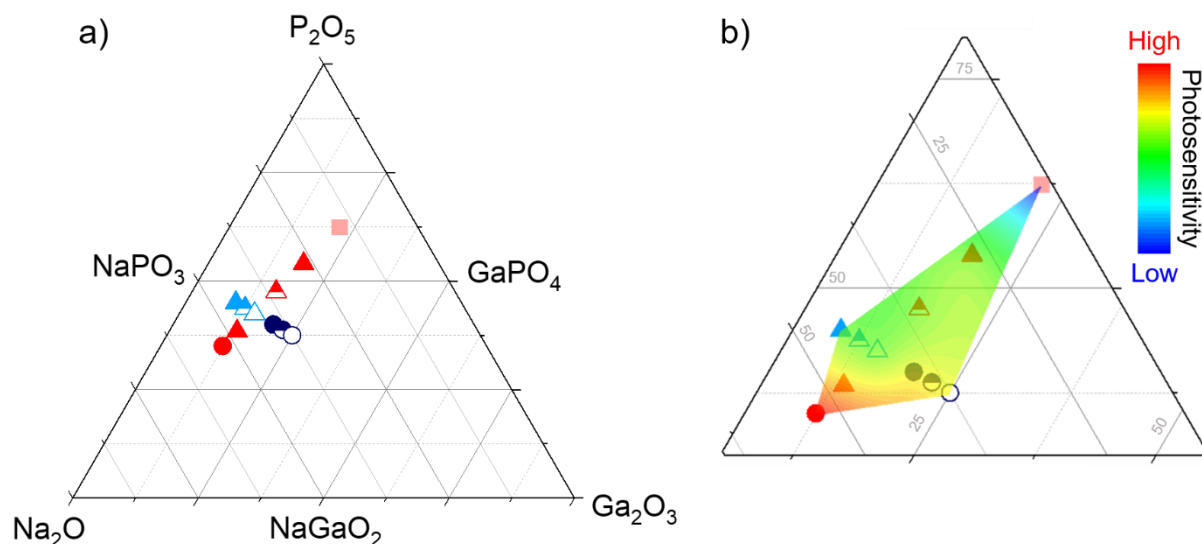 a)
P₂O₅
NaPO₃
GaPO₄
Na₂O
NaGaO₂
Ga₂O₃
b)
75
25
50
50
25
50
High
Photosensitivity
Low